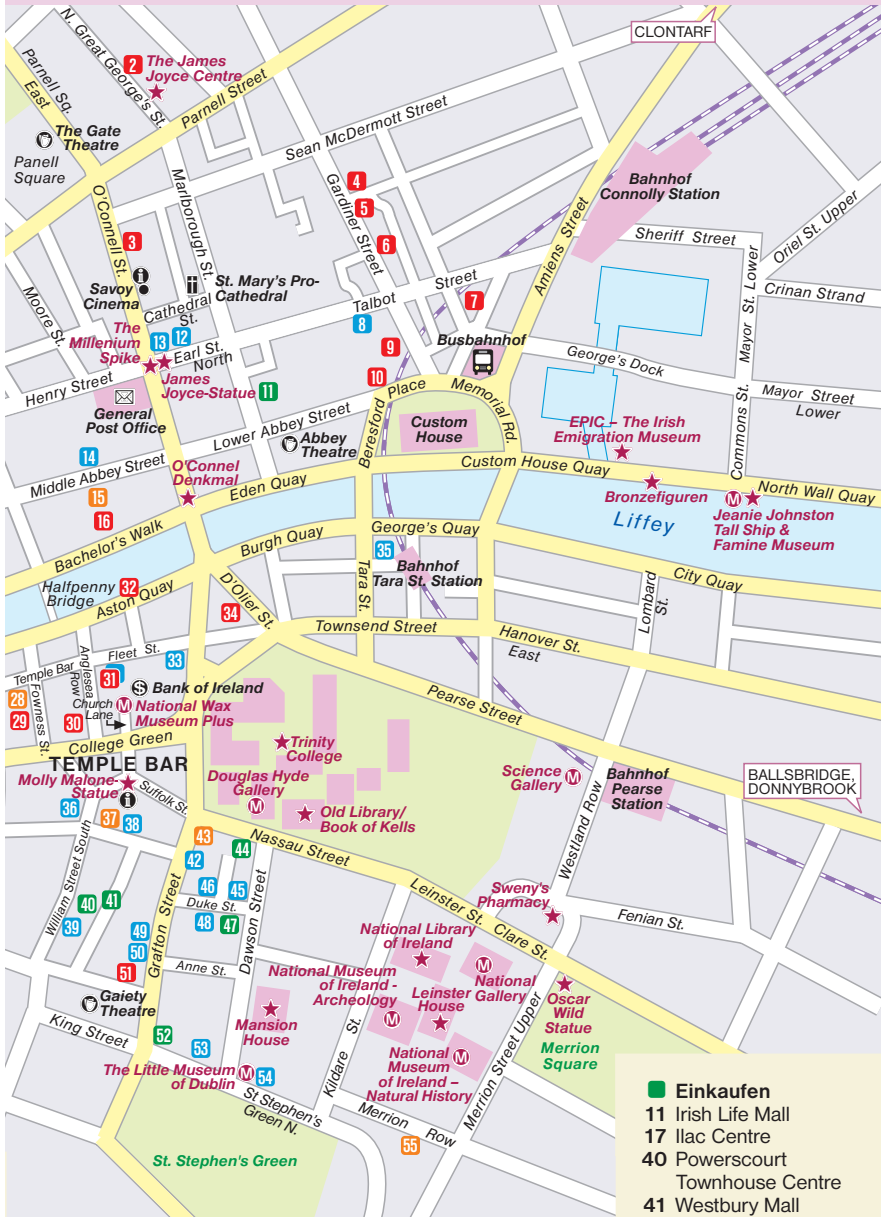 CLONTARF
N. Great George's St.
2
The James
Joyce Centre
Parnell Sq.
East
Parnell Street
The Gate
Theatre
Panell
Square
Sean McDermott Street
Marlborough St.
4
5
Gardiner Street
6
Bahnhof
Connolly Station
Amiens Street
Oriel St. Upper
Sheriff Street
O'Connell St.
3
Savoy
Cinema
St. Mary's Pro-
Cathedral
Cathedral
St.
Moore St.
Talbot
Street
7
8
9
10
Crinan Strand
Mayor St. Lower
The
Millenium
Spike
13
12
Earl St.
North
James
Joyce-Statue
11
Busbahnhof
George's Dock
Mayor Street
Lower
Henry Street
General
Post Office
Beresford
Place
Memorial Rd.
Custom
House
Lower Abbey Street
Abbey
Theatre
EPIC – The Irish
Emigration Museum
Commons St.
14
Middle Abbey Street
15
16
O'Connel
Denkmal
Eden Quay
Custom House Quay
Bronzefiguren
M
North Wall Quay
Jeanie Johnston
Tall Ship &
Famine Museum
Liffey
Bachelor's Walk
Burgh Quay
George's Quay
35
Bahnhof
Tara St. Station
City Quay
Halfpenny
Bridge
32
Aston Quay
D'Olier St.
34
Tara St.
Lombard
St.
Townsend Street
Hanover St.
East
Temple Bar
Fleet St.
33
Anglesea
Row
31
Fowness St.
28
29
30
Church
Lane
$
Bank of Ireland
M
National Wax
Museum Plus
College Green
Pearse Street
TEMPLE BAR
Molly Malone
Statue
Trinity
College
Douglas Hyde
Gallery
M
Old Library/
Book of Kells
Science
Gallery
M
Bahnhof
Pearse
Station
BALLSBRIDGE,
DONNYBROOK
Suffolk St.
36
37
38
43
Nassau Street
Westland Row
42
44
William Street South
40
41
39
46
45
Duke St.
48
47
Dawson Street
Grafton Street
49
50
51
Leinster St.
Clare St.
Sweny's
Pharmacy
Fenian St.
Anne St.
National Library
of Ireland
National Museum
of Ireland -
Archeology
M
Leinster
House
M
National
Gallery
Oscar
Wild
Statue
Gaiety
Theatre
Mansion
House
King Street
52
53
The Little Museum
of Dublin
M
54
Kildare St.
National
Museum
of Ireland –
Natural History
M
Merrion Street Upper
Merrion
Square
St Stephen's
Green N.
Merrion Row
55
St. Stephen's Green
Einkaufen
11 Irish Life Mall
17 Ilac Centre
40 Powerscourt
Townhouse Centre
41 Westbury Mall